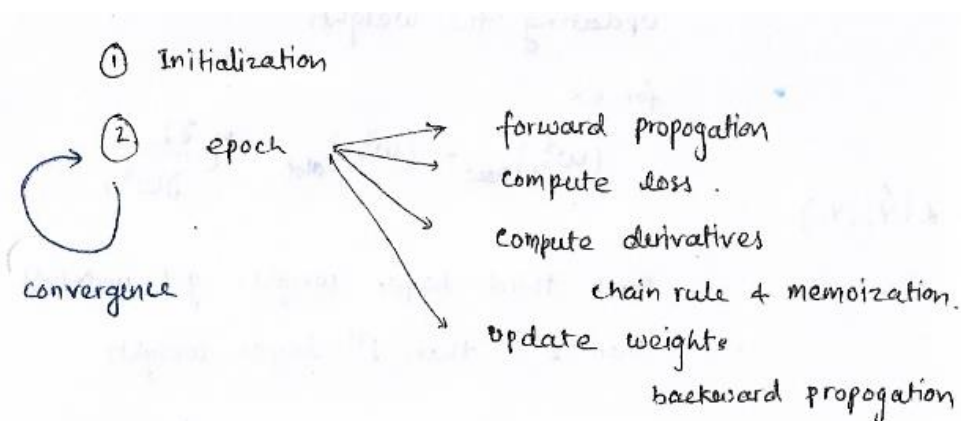 ① Initialization
② epoch
forward propogation
compute loss .
compute derivatives
chain rule & memoization.
update weights
backward propogation
convergence